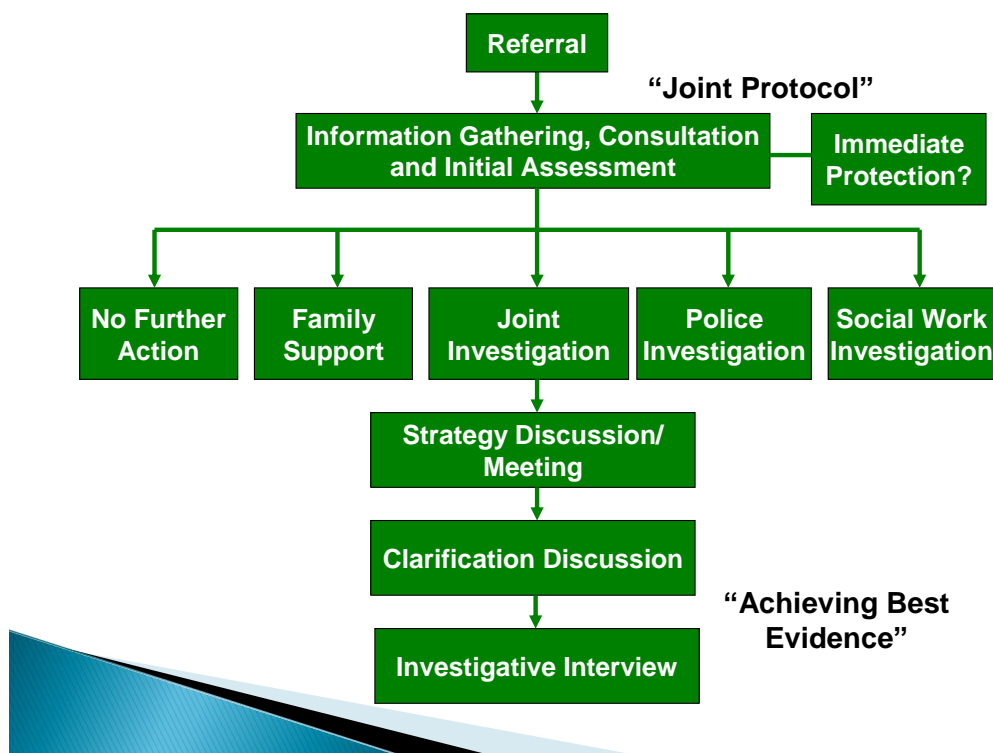 Referral
“Joint Protocol”
Information Gathering, Consultation
and Initial Assessment
Immediate
Protection?
No Further
Action
Family
Support
Joint
Investigation
Police
Investigation
Social Work
Investigation
Strategy Discussion/
Meeting
Clarification Discussion
“Achieving Best
Evidence”
Investigative Interview